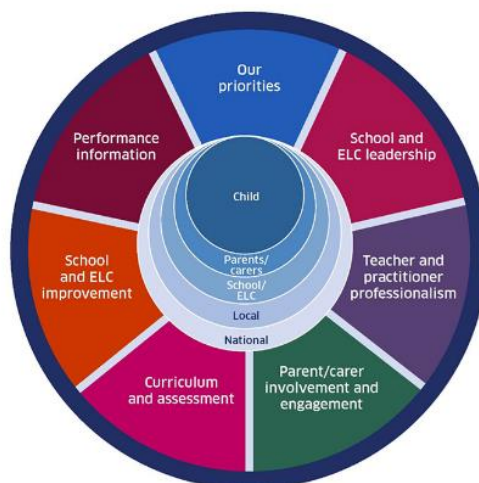 Our
priorities
School and
ELC leadership
Teacher and
practitioner
professionalism
Parent/carer
involvement and
engagement
Curriculum
and assessment
School
and ELC
improvement
Performance
information
Child
Parents/
carers
School/
ELC
Local
National